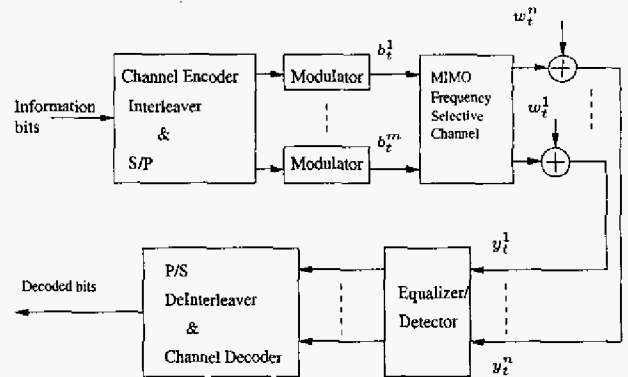 w_t^n
b_t^1
Channel Encoder
Interleaver
&
S/P
Modulator
MIMO
Frequency
Selective
Channel
Information
bits
w_t^1
b_t^m
Modulator
y_t^1
P/S
DeInterleaver
&
Channel Decoder
Equalizer/
Detector
Decoded bits
y_t^n